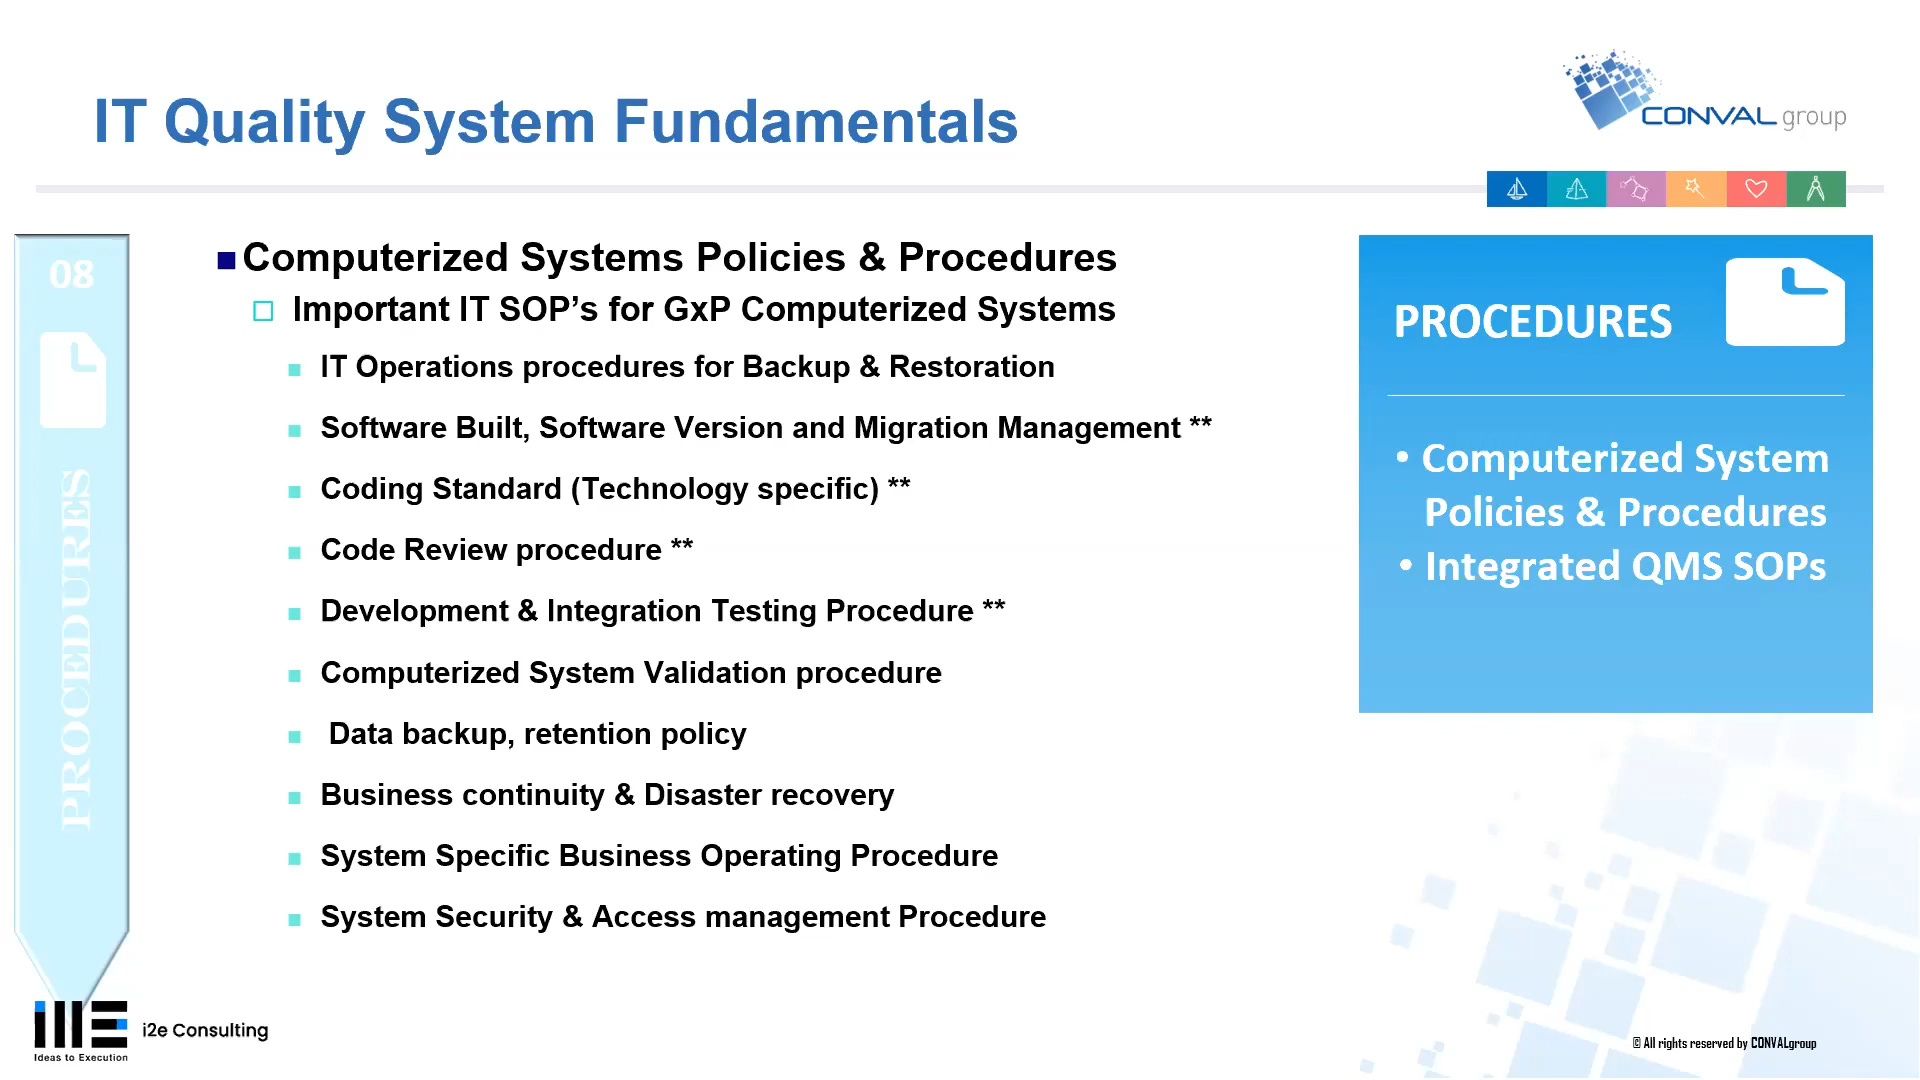 IT Quality System Fundamentals
CONVAL group
08
PROCEDURES
Computerized Systems Policies & Procedures
Important IT SOP’s for GxP Computerized Systems
IT Operations procedures for Backup & Restoration
Software Built, Software Version and Migration Management **
Coding Standard (Technology specific) **
Code Review procedure **
Development & Integration Testing Procedure **
Computerized System Validation procedure
Data backup, retention policy
Business continuity & Disaster recovery
System Specific Business Operating Procedure
System Security & Access management Procedure
PROCEDURES
• Computerized System
Policies & Procedures
• Integrated QMS SOPs
i2e Consulting
Ideas to Execution
© All rights reserved by CONVALgroup